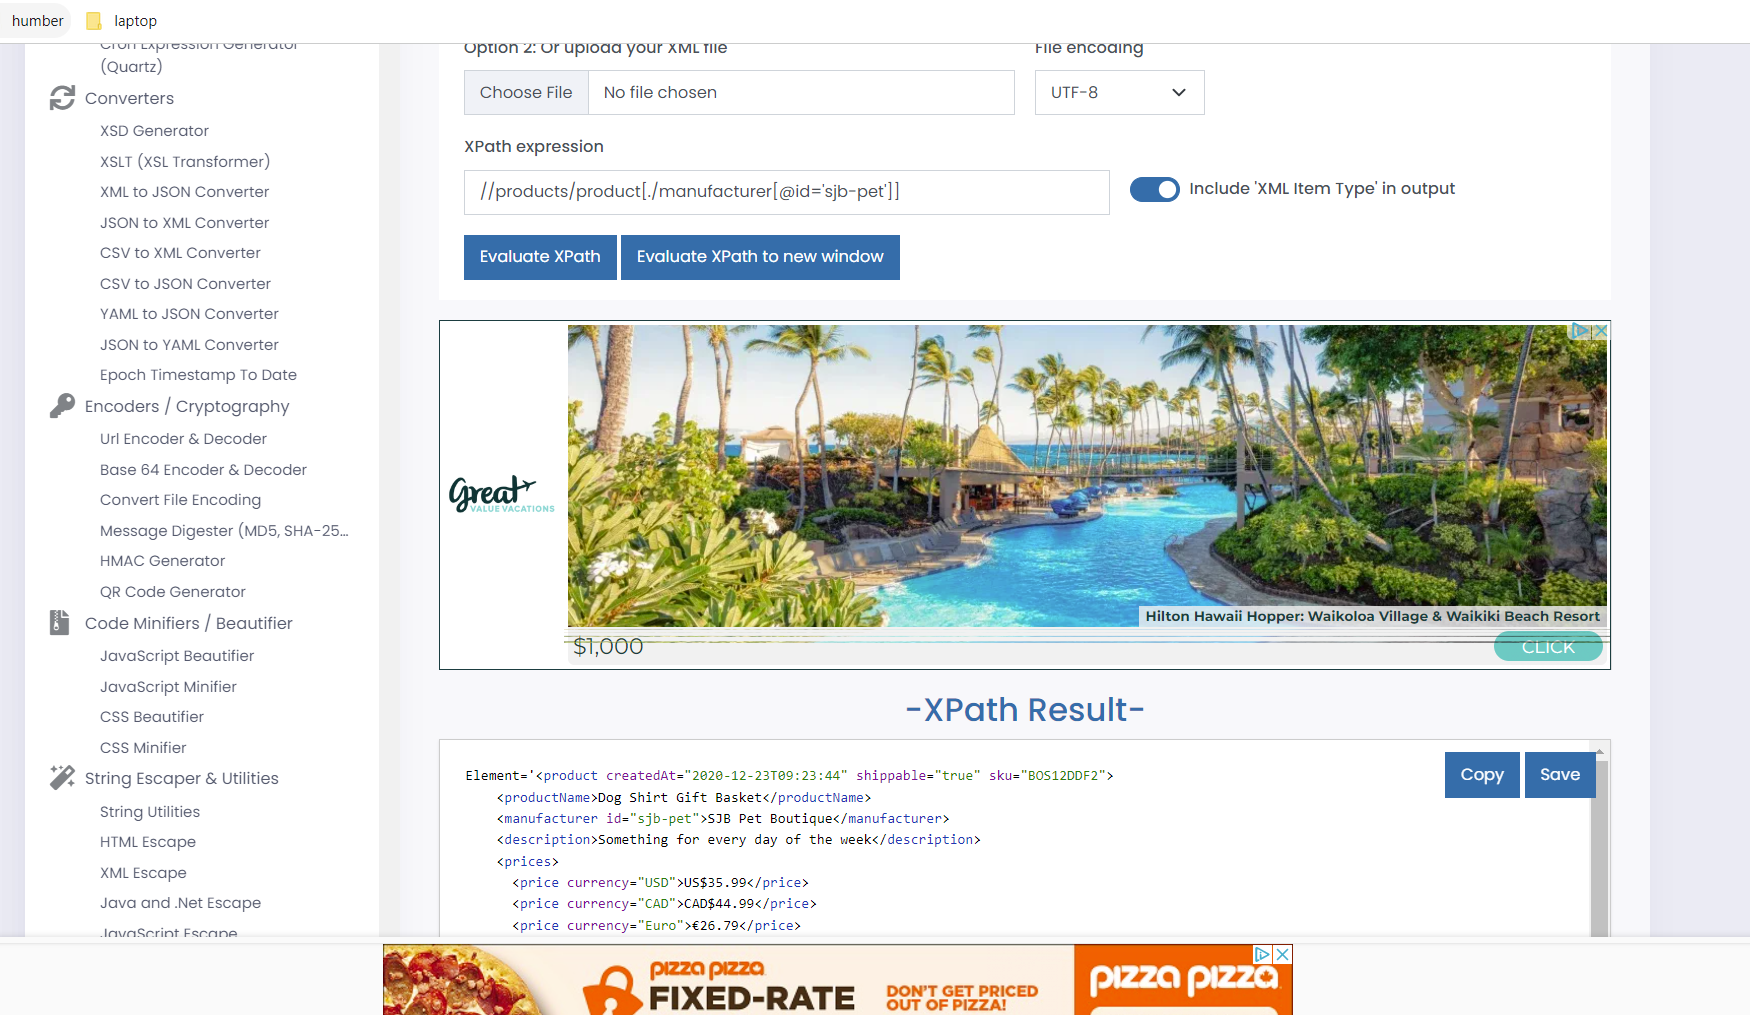 humber
laptop
Cron Expression Generator
(Quartz)
Converters
XSD Generator
XSLT (XSL Transformer)
XML to JSON Converter
JSON to XML Converter
CSV to XML Converter
CSV to JSON Converter
YAML to JSON Converter
JSON to YAML Converter
Epoch Timestamp To Date
Encoders / Cryptography
Url Encoder & Decoder
Base 64 Encoder & Decoder
Convert File Encoding
Message Digester (MD5, SHA-25...
HMAC Generator
QR Code Generator
Code Minifiers / Beautifier
JavaScript Beautifier
JavaScript Minifier
CSS Beautifier
CSS Minifier
String Escaper & Utilities
String Utilities
HTML Escape
XML Escape
Java and .Net Escape
JavaScript Escape
Option 2: Or upload your XML file
File encoding
Choose File
No file chosen
UTF-8
XPath expression
//products/product[./manufacturer[@id='sjb-pet']]
Include 'XML Item Type' in output
Evaluate XPath
Evaluate XPath to new window
Great
VALUE VACATIONS
Hilton Hawaii Hopper: Waikoloa Village & Waikiki Beach Resort
$1,000
CLICK
-XPath Result-
Copy
Save
Element='<product createdAt="2020-12-23T09:23:44" shippable="true" sku="BOS12DDF2">
<productName>Dog Shirt Gift Basket</productName>
<manufacturer id="sjb-pet">SJB Pet Boutique</manufacturer>
<description>Something for every day of the week</description>
<prices>
<price currency="USD">US$35.99</price>
<price currency="CAD">CAD$44.99</price>
<price currency="Euro">€26.79</price>
pizza pizza
FIXED-RATE
DON'T GET PRICED
OUT OF PIZZA!
pizza pizza